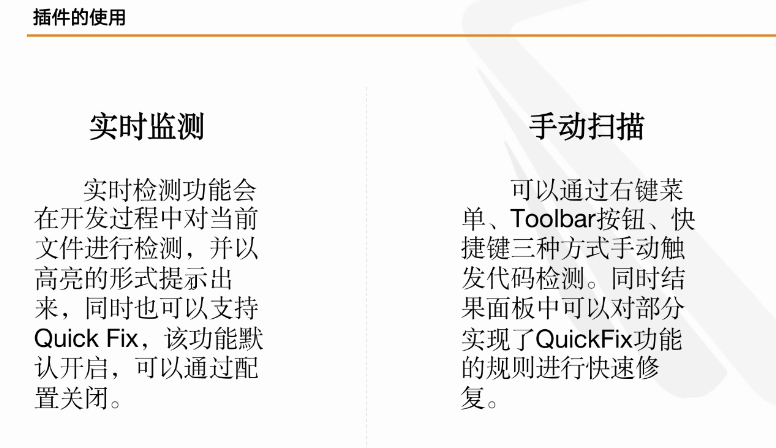 插件的使用
实时监测
实时检测功能会
在开发过程中对当前
文件进行检测，并以
高亮的形式提示出
来，同时也可以支持
Quick Fix，该功能默
认开启，可以通过配
置关闭。
手动扫描
可以通过右键菜
单、Toolbar按钮、快
捷键三种方式手动触
发代码检测。同时结
果面板中可以对部分
实现了QuickFix功能
的规则进行快速修
复。